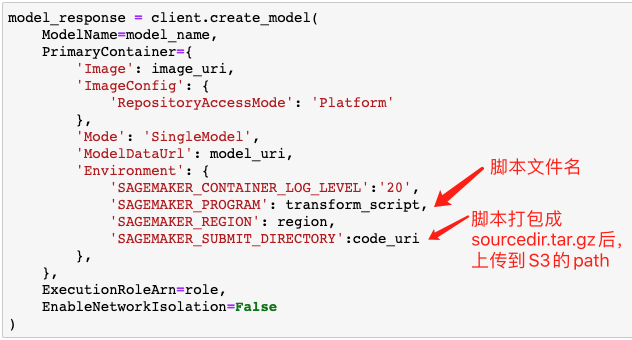 model_response = client.create_model(
    ModelName=model_name,
    PrimaryContainer={
        'Image': image_uri,
        'ImageConfig': {
            'RepositoryAccessMode': 'Platform'
        },
        'Mode': 'SingleModel',
        'ModelDataUrl': model_uri,
        'Environment': {
            'SAGEMAKER_CONTAINER_LOG_LEVEL':'20',
            'SAGEMAKER_PROGRAM': transform_script,
            'SAGEMAKER_REGION': region,
            'SAGEMAKER_SUBMIT_DIRECTORY':code_uri
        },
    },
    ExecutionRoleArn=role,
    EnableNetworkIsolation=False
)
脚本文件名
脚本打包成
sourcedir.tar.gz后，
上传到S3的path